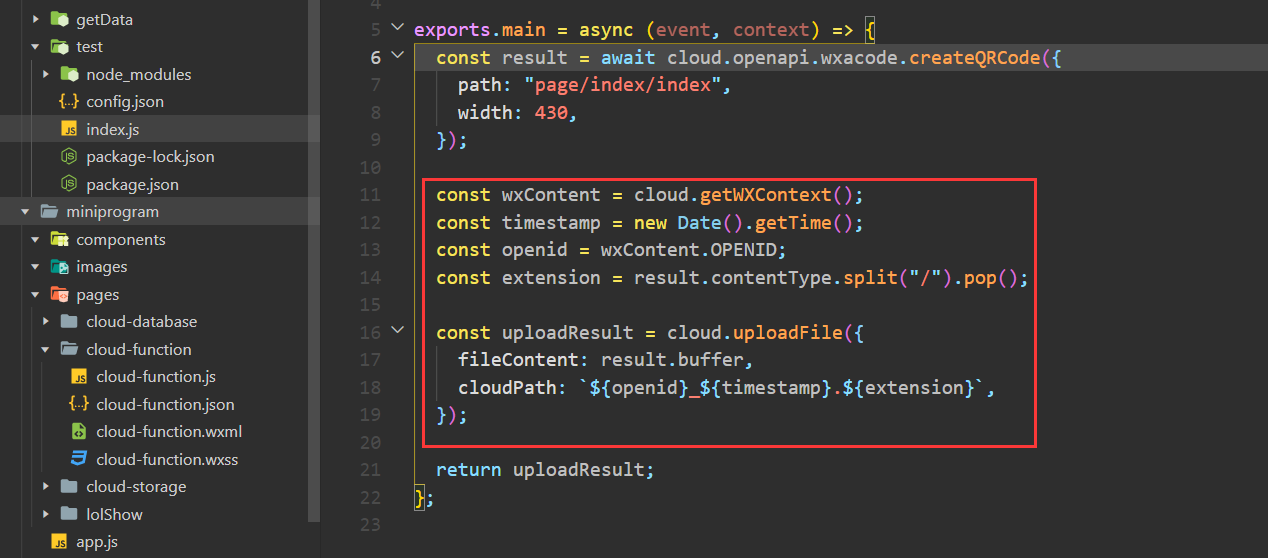 getData
test
node_modules
config.json
index.js
package-lock.json
package.json
miniprogram
components
images
pages
cloud-database
cloud-function
cloud-function.js
cloud-function.json
cloud-function.wxml
cloud-function.wxss
cloud-storage
lolShow
app.js
4
5 exports.main = async (event, context) => {
6 const result = await cloud.openapi.wxacode.createQRCode({
7 path: "page/index/index",
8 width: 430,
9 });
10
11 const wxContent = cloud.getWXContext();
12 const timestamp = new Date().getTime();
13 const openid = wxContent.OPENID;
14 const extension = result.contentType.split("/").pop();
15
16 const uploadResult = cloud.uploadFile({
17 fileContent: result.buffer,
18 cloudPath: `${openid}_${timestamp}.${extension}`,
19 });
20
21 return uploadResult;
22 };
23